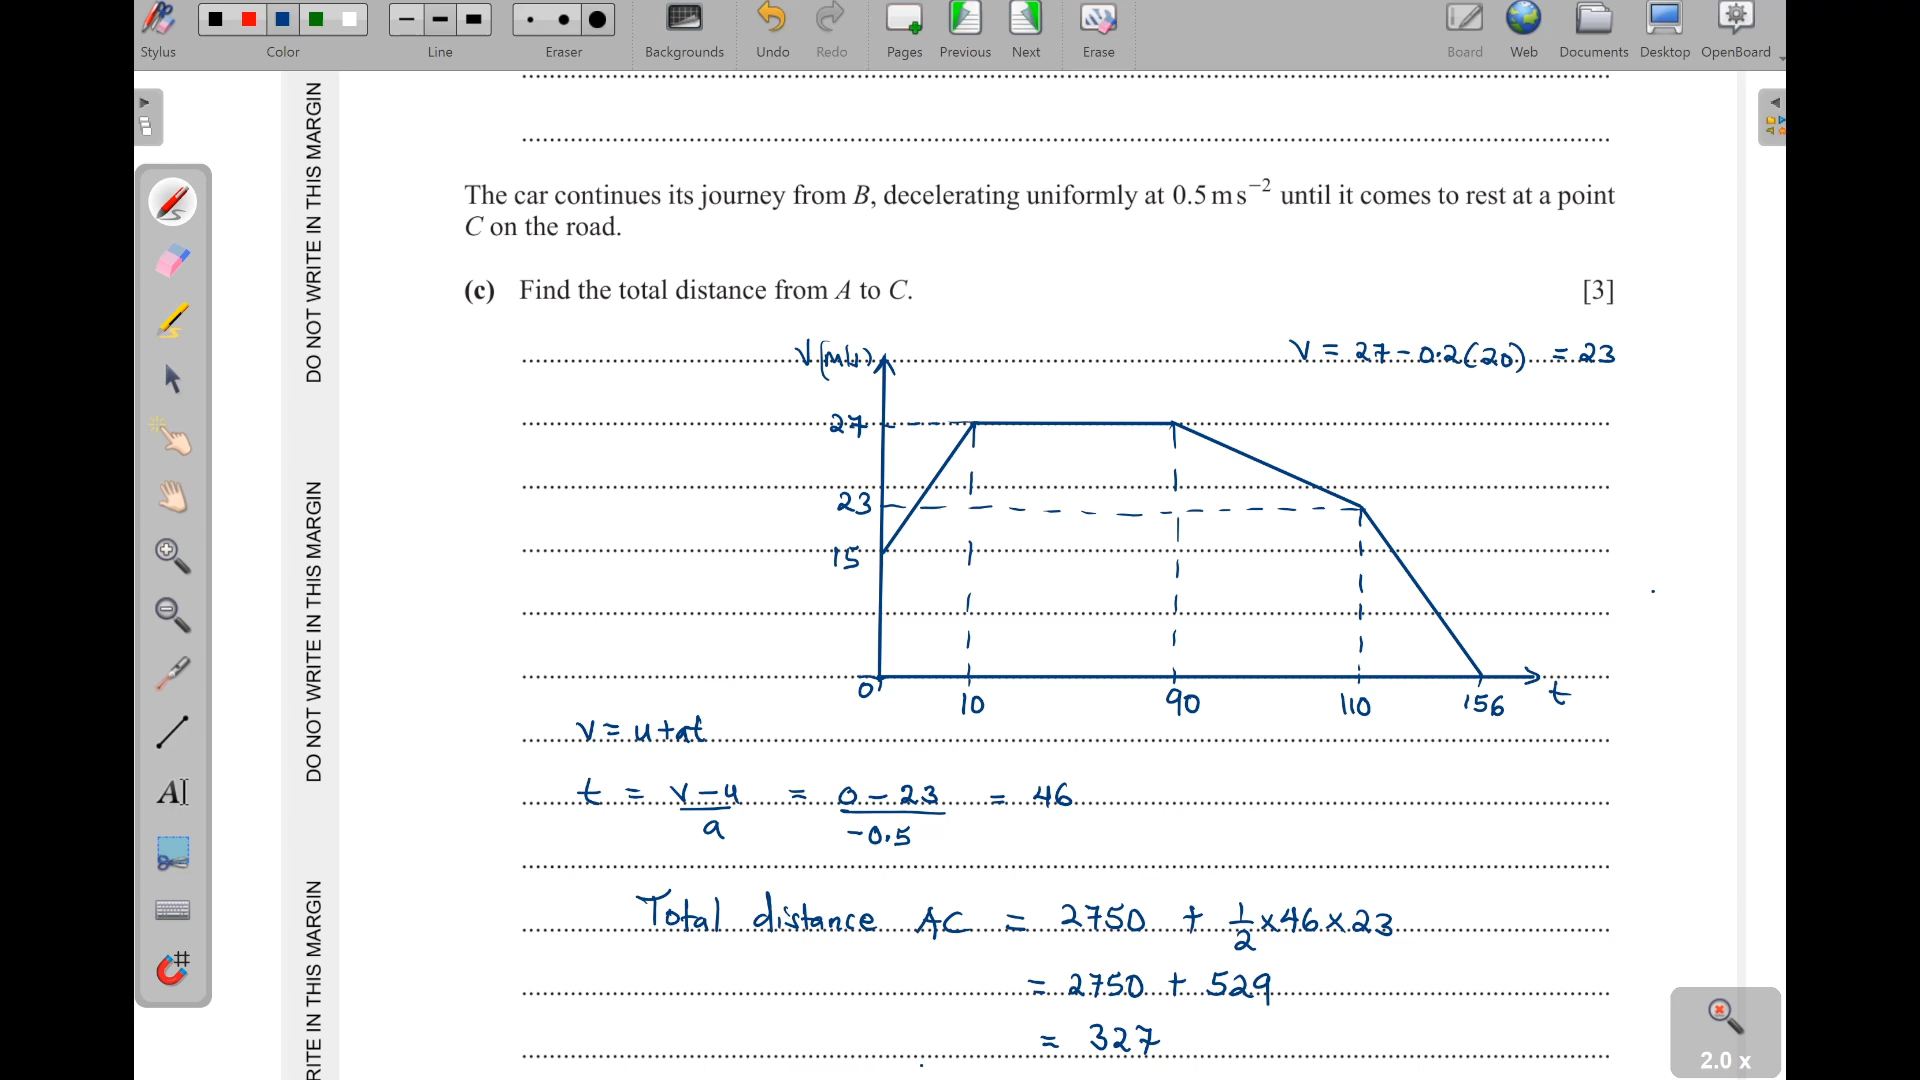 Stylus Color Line Eraser Backgrounds Undo Redo Pages Previous Next Erase Board Web Documents Desktop OpenBoard
DO NOT WRITE IN THIS MARGIN
DO NOT WRITE IN THIS MARGIN
RITE IN THIS MARGIN
The car continues its journey from B, decelerating uniformly at 0.5 m s⁻² until it comes to rest at a point
C on the road.
(c) Find the total distance from A to C. [3]
V (m/s)
V = 27 - 0.2(20) = 23
27
23
15
0 10 90 110 156 t
v = u + at
t = v - u / a = 0 - 23 / -0.5 = 46
Total distance AC = 2750 + 1/2 × 46 × 23
= 2750 + 529
= 327
2.0 x